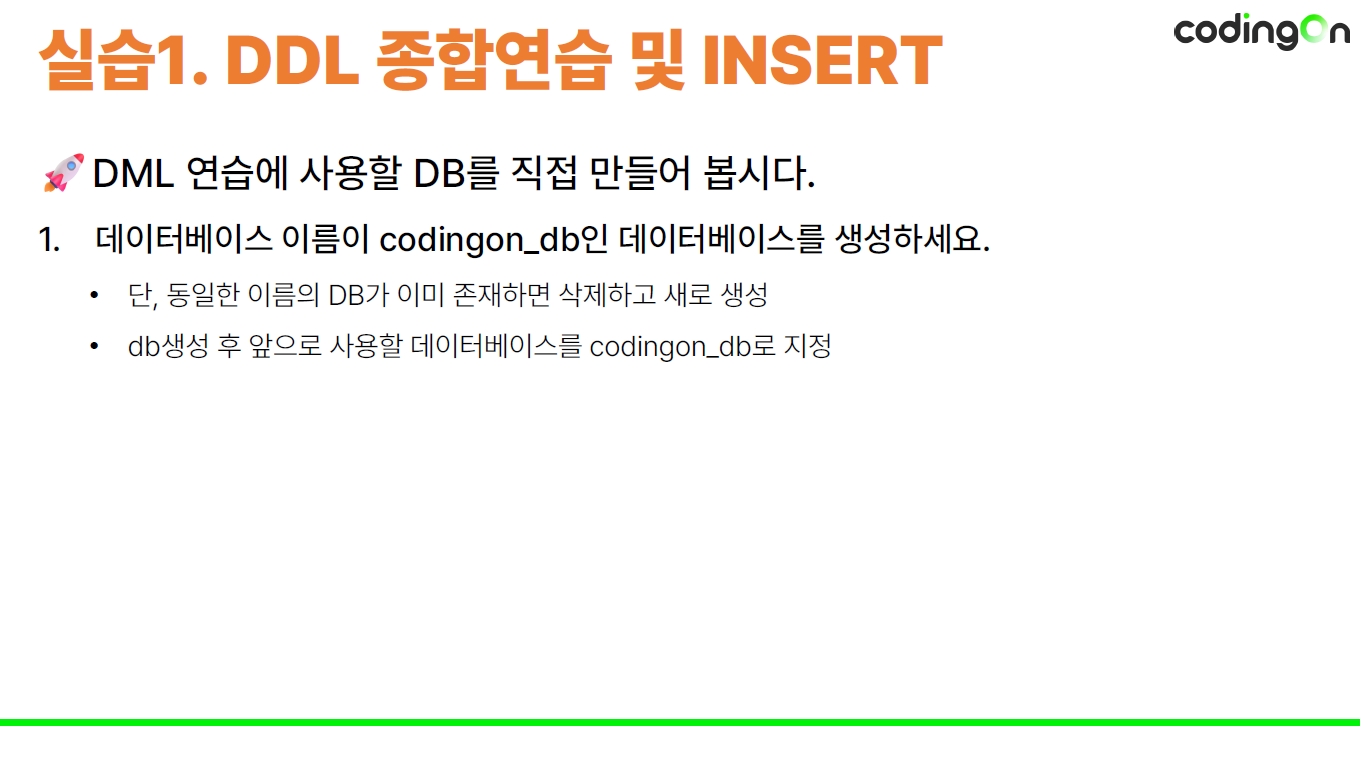 codingOn
실습1. DDL 종합연습 및 INSERT
🚀 DML 연습에 사용할 DB를 직접 만들어 봅시다.
1. 데이터베이스 이름이 codingon_db인 데이터베이스를 생성하세요.
• 단, 동일한 이름의 DB가 이미 존재하면 삭제하고 새로 생성
• db생성 후 앞으로 사용할 데이터베이스를 codingon_db로 지정